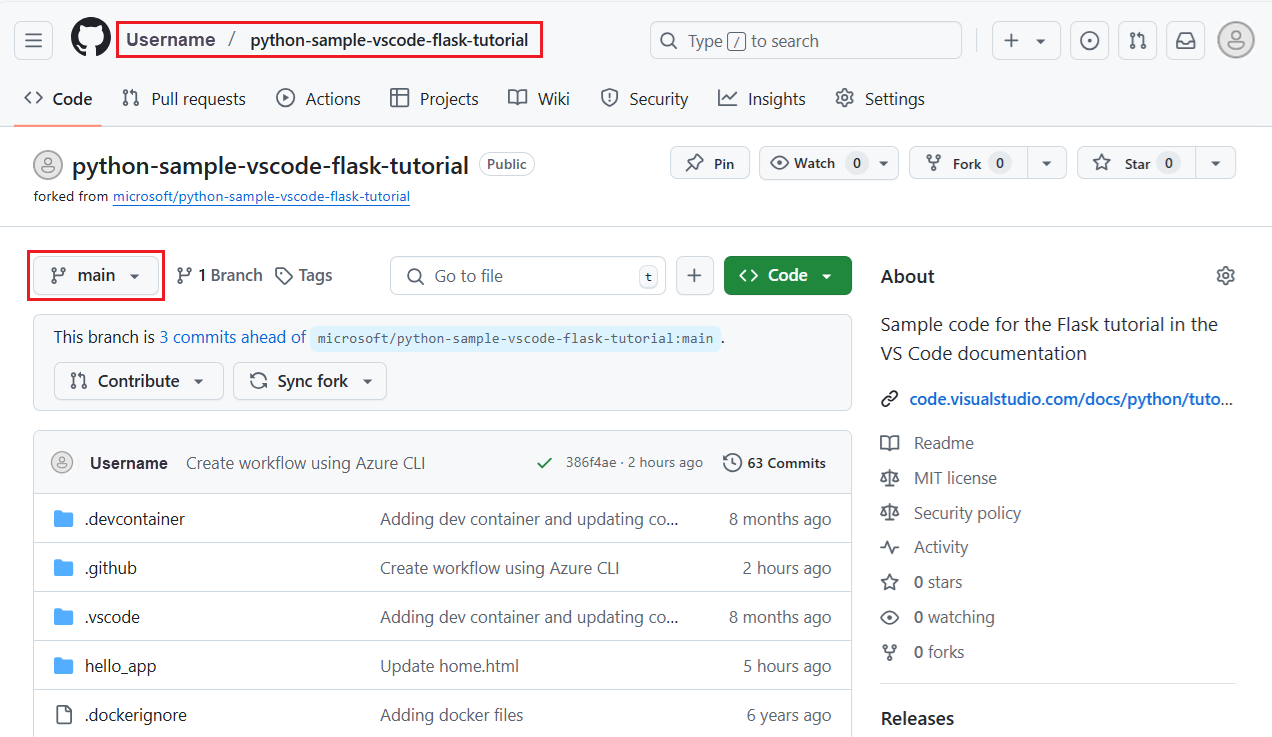 Username / python-sample-vscode-flask-tutorial Type / to search
Code Pull requests Actions Projects Wiki Security Insights Settings
python-sample-vscode-flask-tutorial Public Pin Watch 0 Fork 0 Star 0
forked from microsoft/python-sample-vscode-flask-tutorial
main 1 Branch Tags Go to file t + Code
This branch is 3 commits ahead of microsoft/python-sample-vscode-flask-tutorial:main .
Contribute Sync fork
Username Create workflow using Azure CLI 386f4ae · 2 hours ago 63 Commits
.devcontainer Adding dev container and updating co... 8 months ago
.github Create workflow using Azure CLI 2 hours ago
.vscode Adding dev container and updating co... 8 months ago
hello_app Update home.html 5 hours ago
.dockerignore Adding docker files 6 years ago
About
Sample code for the Flask tutorial in the
VS Code documentation
code.visualstudio.com/docs/python/tuto...
Readme
MIT license
Security policy
Activity
0 stars
0 watching
0 forks
Releases